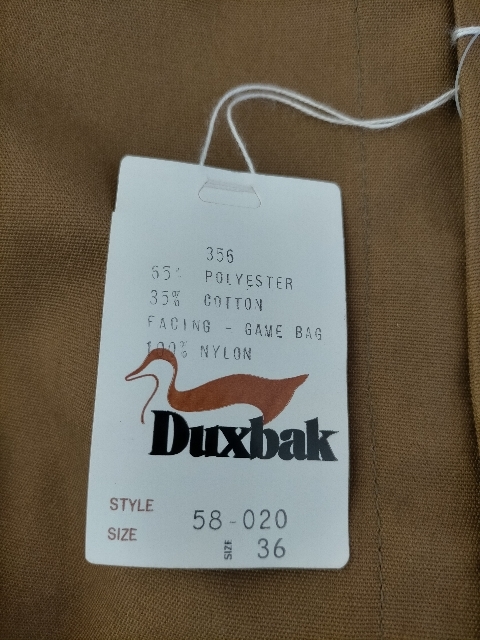 356
65% POLYESTER
35% COTTON
FACING - GAME BAG
100% NYLON
Duxbak
STYLE 58-020
SIZE SIZE 36